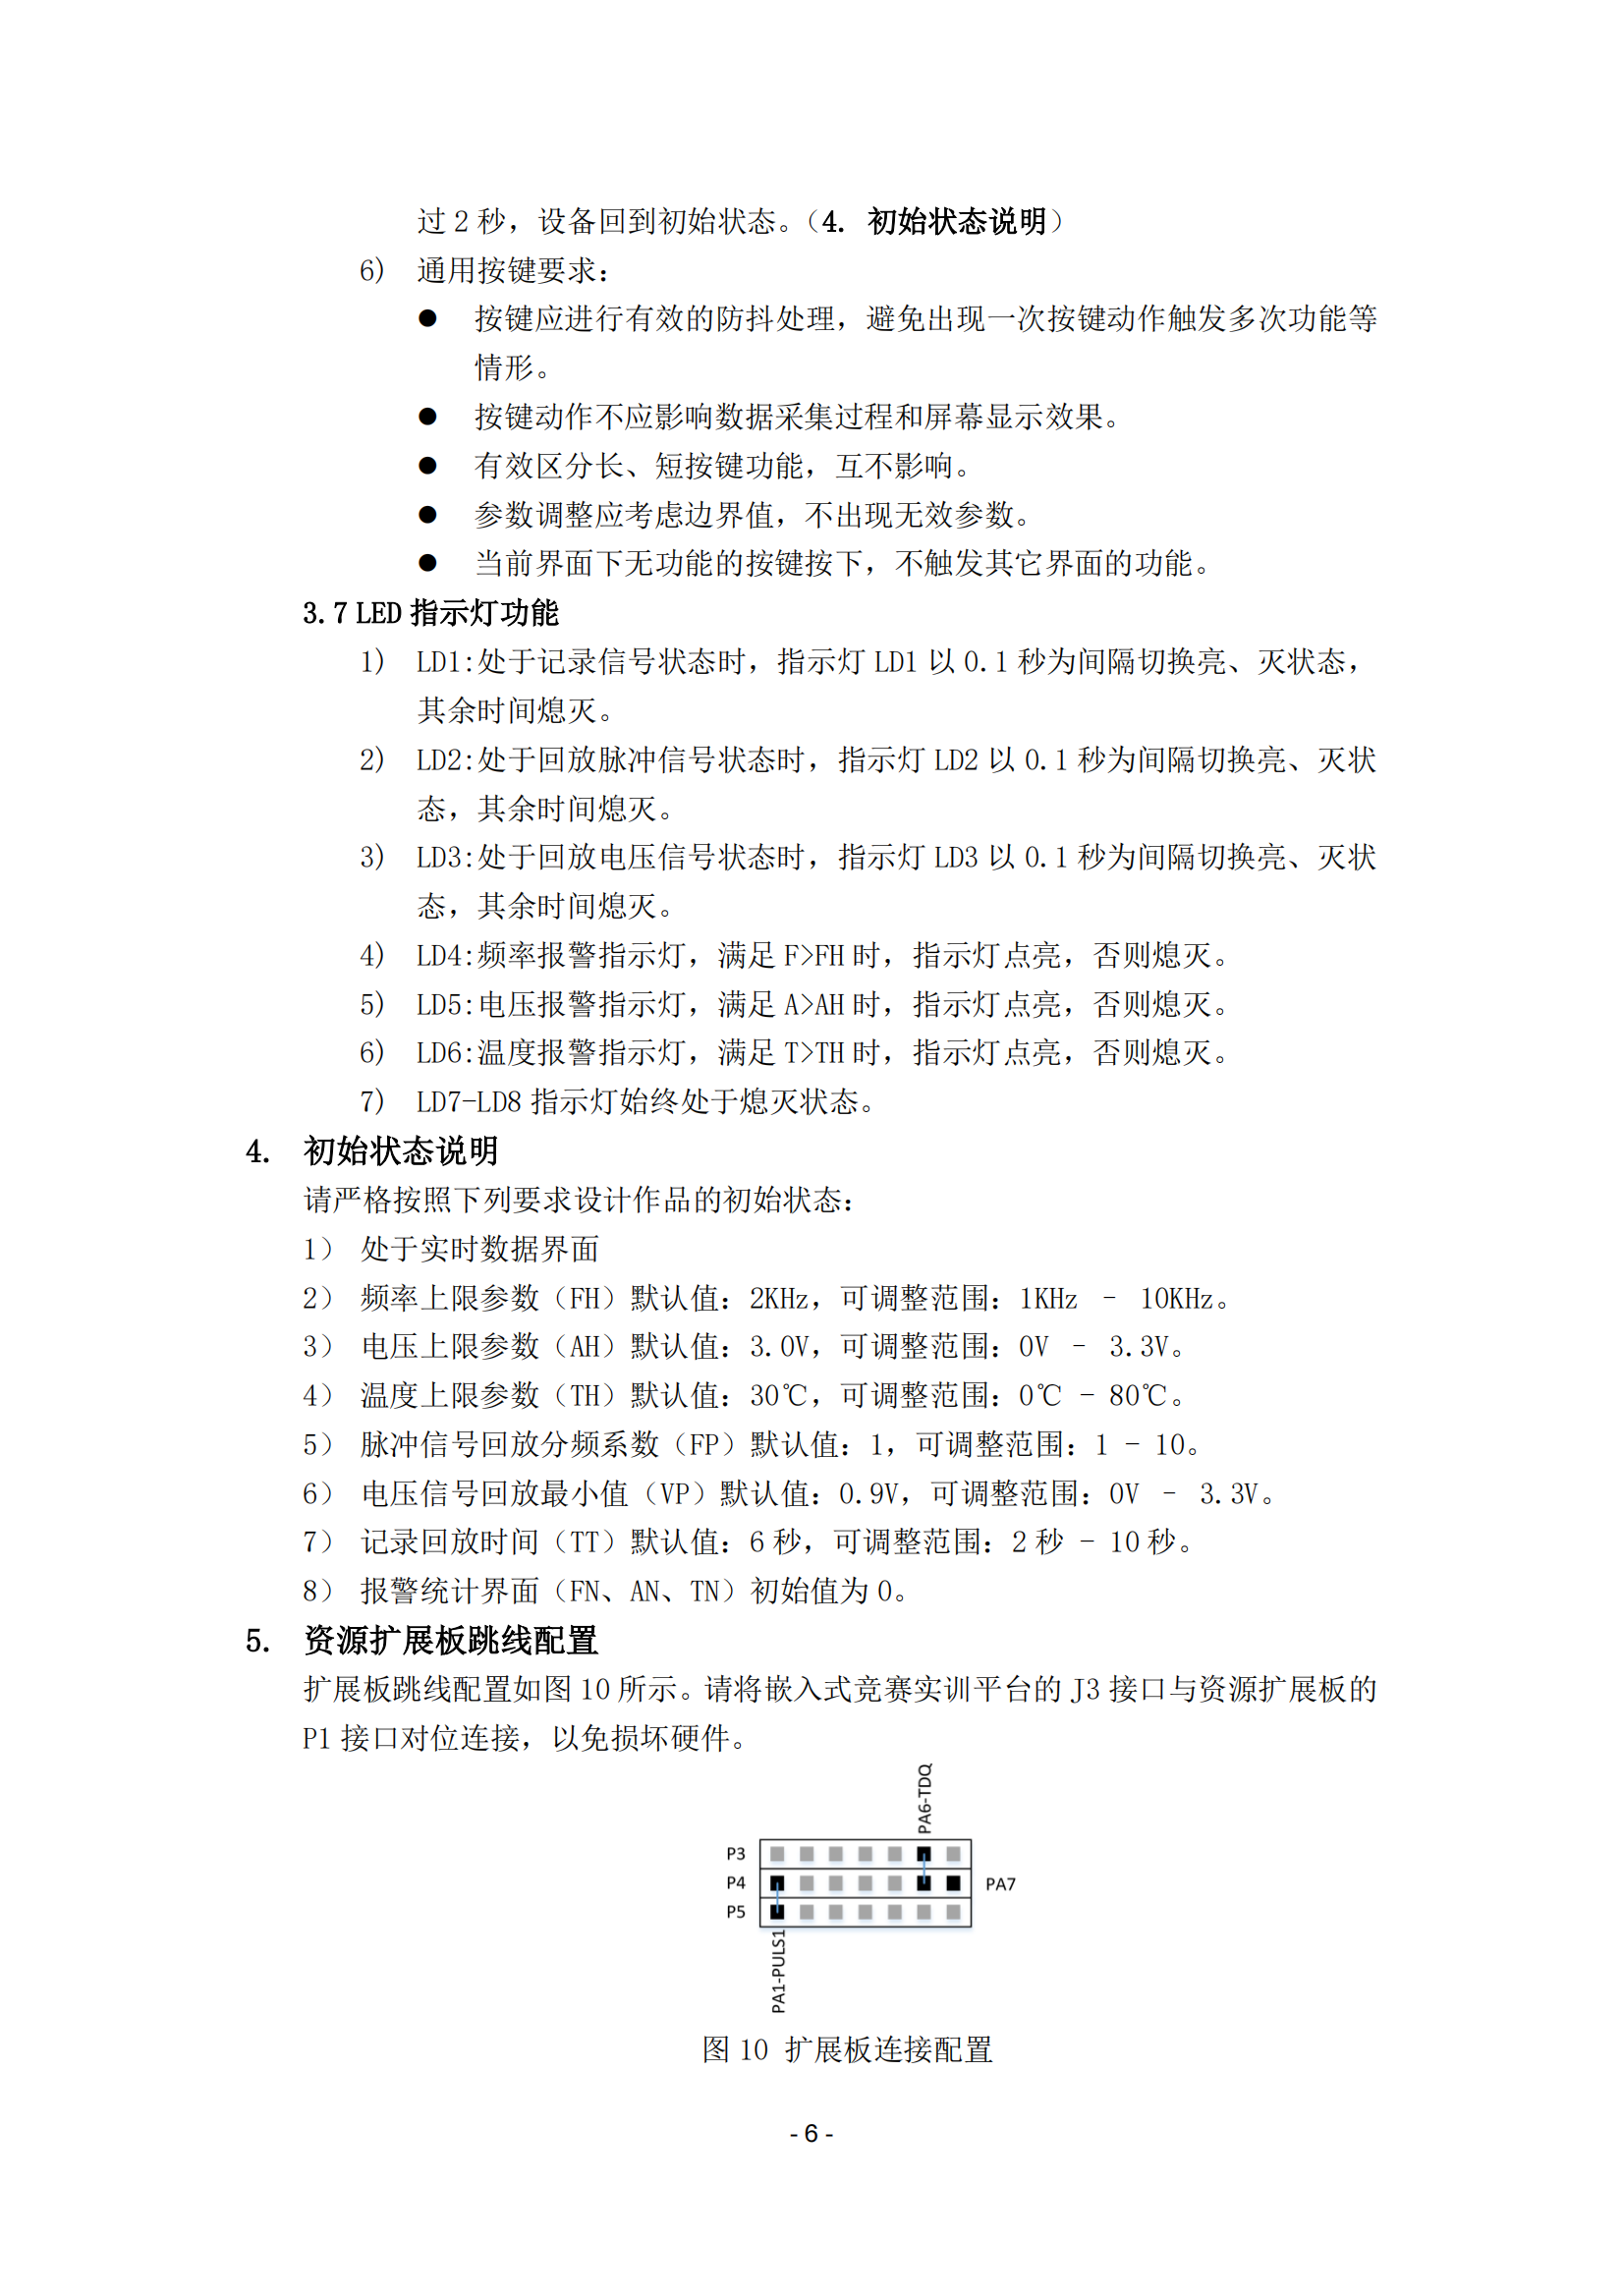 过 2 秒，设备回到初始状态。（4. 初始状态说明）
6) 通用按键要求：
● 按键应进行有效的防抖处理，避免出现一次按键动作触发多次功能等
情形。
● 按键动作不应影响数据采集过程和屏幕显示效果。
● 有效区分长、短按键功能，互不影响。
● 参数调整应考虑边界值，不出现无效参数。
● 当前界面下无功能的按键按下，不触发其它界面的功能。
3.7 LED 指示灯功能
1) LD1:处于记录信号状态时，指示灯 LD1 以 0.1 秒为间隔切换亮、灭状态，
其余时间熄灭。
2) LD2:处于回放脉冲信号状态时，指示灯 LD2 以 0.1 秒为间隔切换亮、灭状
态，其余时间熄灭。
3) LD3:处于回放电压信号状态时，指示灯 LD3 以 0.1 秒为间隔切换亮、灭状
态，其余时间熄灭。
4) LD4:频率报警指示灯，满足 F>FH 时，指示灯点亮，否则熄灭。
5) LD5:电压报警指示灯，满足 A>AH 时，指示灯点亮，否则熄灭。
6) LD6:温度报警指示灯，满足 T>TH 时，指示灯点亮，否则熄灭。
7) LD7-LD8 指示灯始终处于熄灭状态。
4. 初始状态说明
请严格按照下列要求设计作品的初始状态：
1） 处于实时数据界面
2） 频率上限参数（FH）默认值：2KHz，可调整范围：1KHz – 10KHz。
3） 电压上限参数（AH）默认值：3.0V，可调整范围：0V – 3.3V。
4） 温度上限参数（TH）默认值：30℃，可调整范围：0℃ - 80℃。
5） 脉冲信号回放分频系数（FP）默认值：1，可调整范围：1 - 10。
6） 电压信号回放最小值（VP）默认值：0.9V，可调整范围：0V – 3.3V。
7） 记录回放时间（TT）默认值：6 秒，可调整范围：2 秒 - 10 秒。
8） 报警统计界面（FN、AN、TN）初始值为 0。
5. 资源扩展板跳线配置
扩展板跳线配置如图 10 所示。请将嵌入式竞赛实训平台的 J3 接口与资源扩展板的
P1 接口对位连接，以免损坏硬件。
PA6-TDQ
P3
P4 PA7
P5
PA1-PULS1
图 10 扩展板连接配置
- 6 -